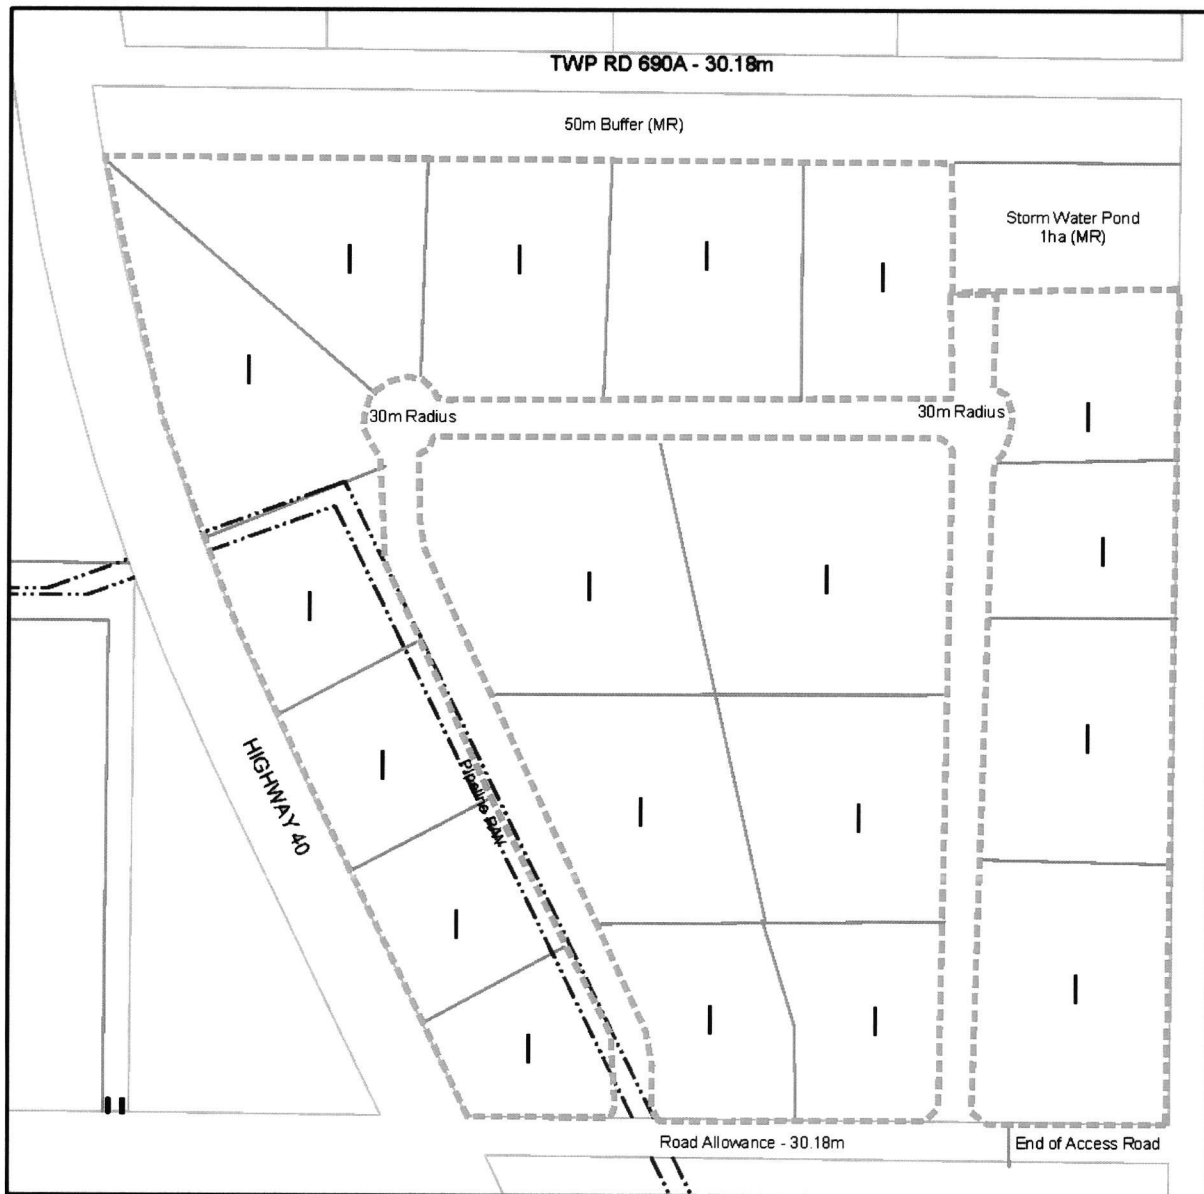 TWP RD 690A - 30.18m
50m Buffer (MR)
Storm Water Pond
1ha (MR)
I
I
I
I
I
30m Radius
30m Radius
I
I
I
I
I
I
I
HIGHWAY 40
Pipeline R/W
I
I
I
I
I
I
I
Road Allowance - 30.18m
End of Access Road